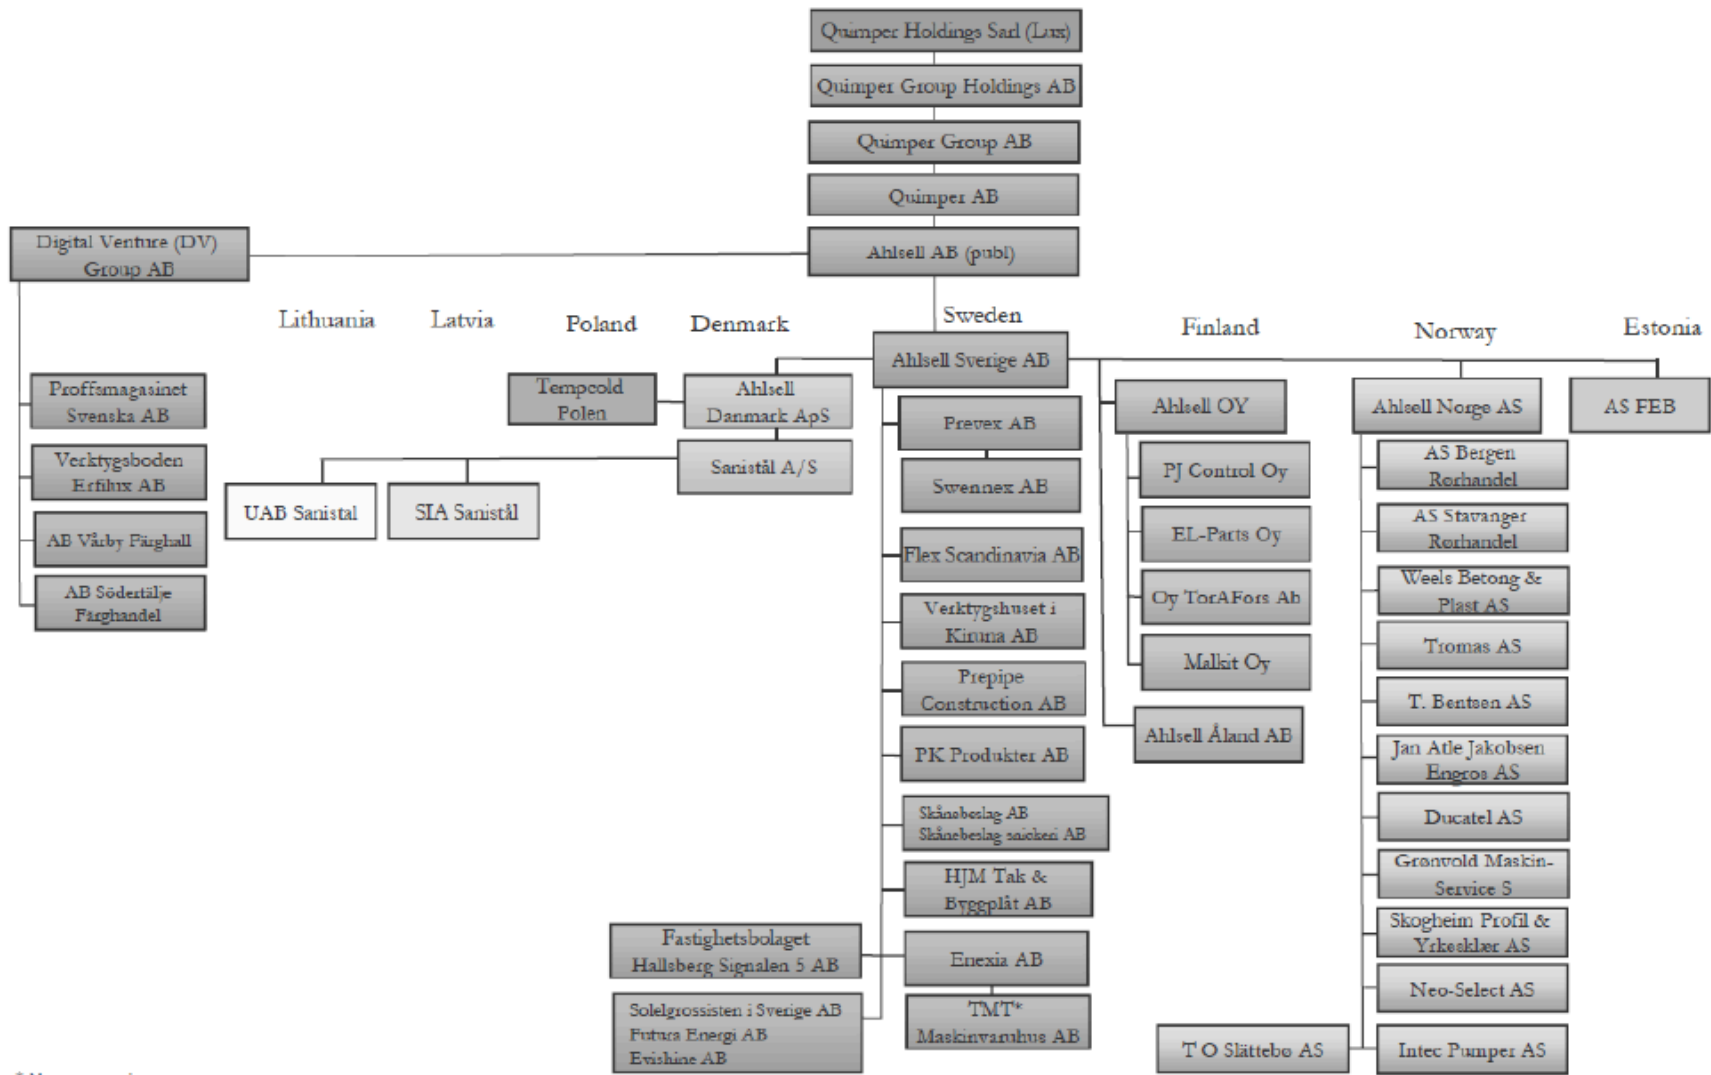 Quimper Holdings Sarl (Lux)
Quimper Group Holdings AB
Quimper Group AB
Quimper AB
Digital Venture (DV)
Group AB
Ahlsell AB (publ)
Lithuania
Latvia
Poland
Denmark
Sweden
Finland
Norway
Estonia
Ahlsell Sverige AB
Proffsmagasinet
Svenska AB
Verktygsboden
Erfilux AB
AB Vårby Färghall
AB Södertälje
Färghandel
Tempcold
Polen
Ahlsell
Danmark ApS
Sanistål A/S
UAB Sanistal
SIA Sanistål
Prevex AB
Swennex AB
Flex Scandinavia AB
Verktygshuset i
Kiruna AB
Prepipe
Construction AB
PK Produkter AB
Skånebeslag AB
Skånebeslag snickeri AB
HJM Tak &
Byggplåt AB
Fastighetsbolaget
Hallsberg Signalen 5 AB
Enexia AB
Solelgrossisten i Sverige AB
Futura Energi AB
Evishine AB
TMT*
Maskinvaruhus AB
Ahlsell OY
PJ Control Oy
EL-Parts Oy
Oy TorAFors Ab
Malkit Oy
Ahlsell Åland AB
Ahlsell Norge AS
AS Bergen
Rørhandel
AS Stavanger
Rørhandel
Weels Betong &
Plast AS
Tromas AS
T. Bentsen AS
Jan Atle Jakobsen
Engros AS
Ducatel AS
Grønvold Maskin-
Service S
Skogheim Profil &
Yrkesklær AS
Neo-Select AS
T O Slåttebø AS
Intec Pumper AS
AS FEB